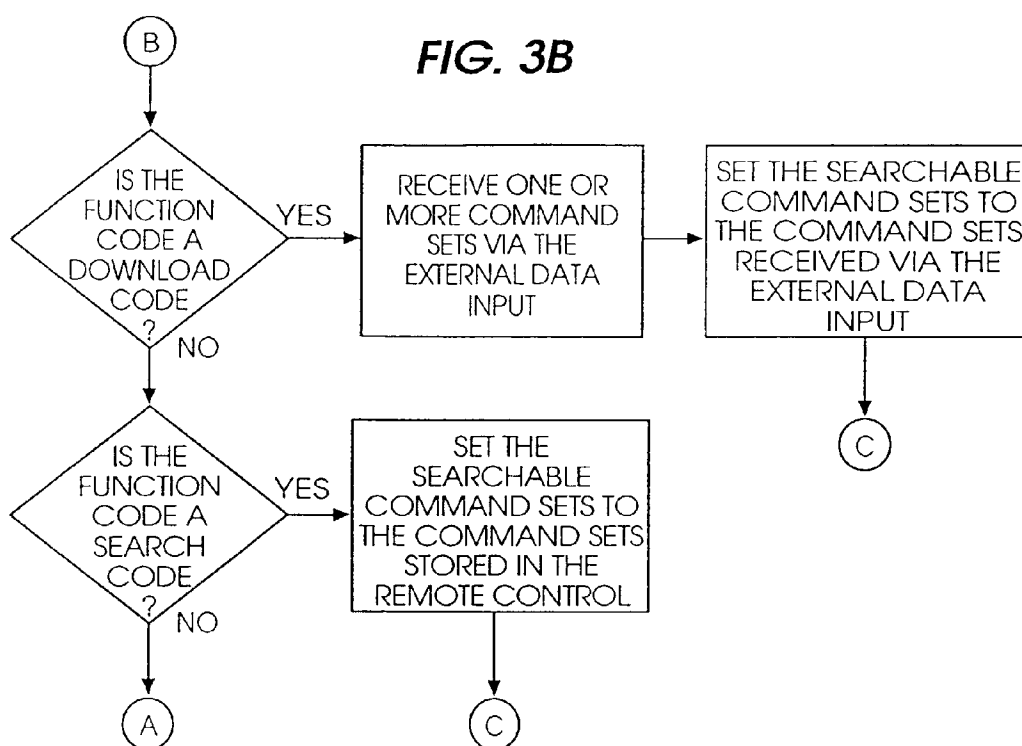 B
FIG. 3B
IS THE
FUNCTION
CODE A
DOWNLOAD
CODE
?
YES
NO
RECEIVE ONE OR
MORE COMMAND
SETS VIA THE
EXTERNAL DATA
INPUT
SET THE SEARCHABLE
COMMAND SETS TO
THE COMMAND SETS
RECEIVED VIA THE
EXTERNAL DATA
INPUT
C
IS THE
FUNCTION
CODE A
SEARCH
CODE
?
YES
NO
SET THE
SEARCHABLE
COMMAND SETS TO
THE COMMAND SETS
STORED IN THE
REMOTE CONTROL
A
C